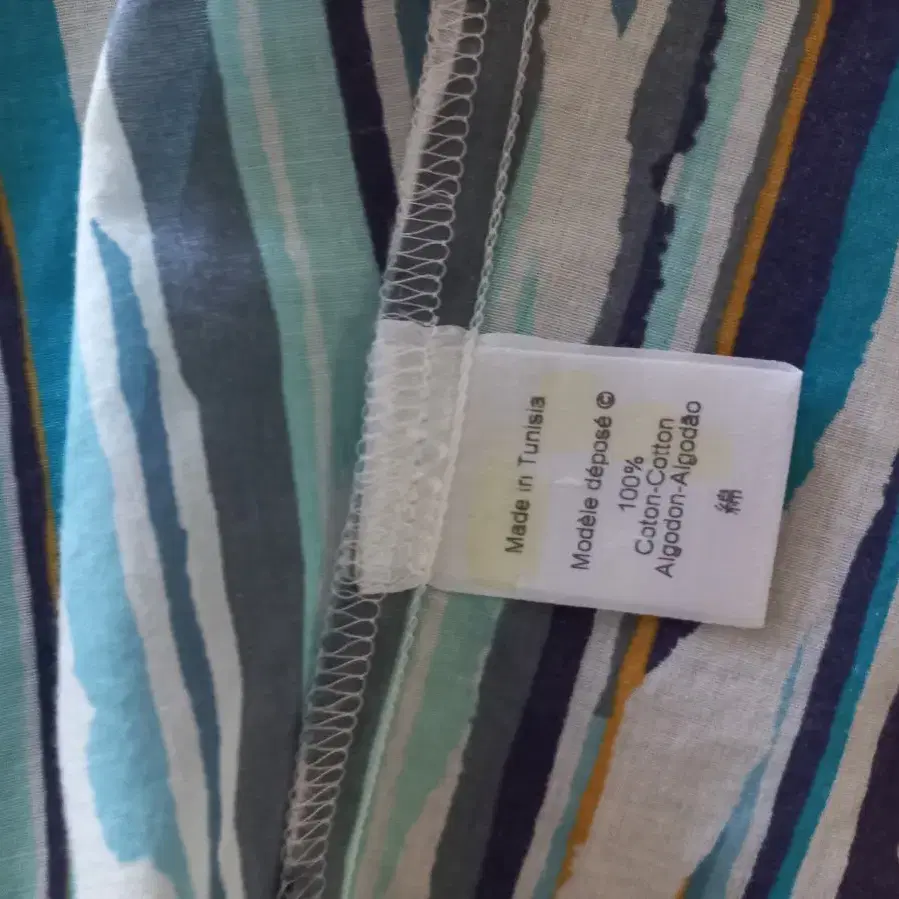 Made in Tunisia
Modèle déposé ©
100%
Coton-Cotton
Algodon-Algodão
綿